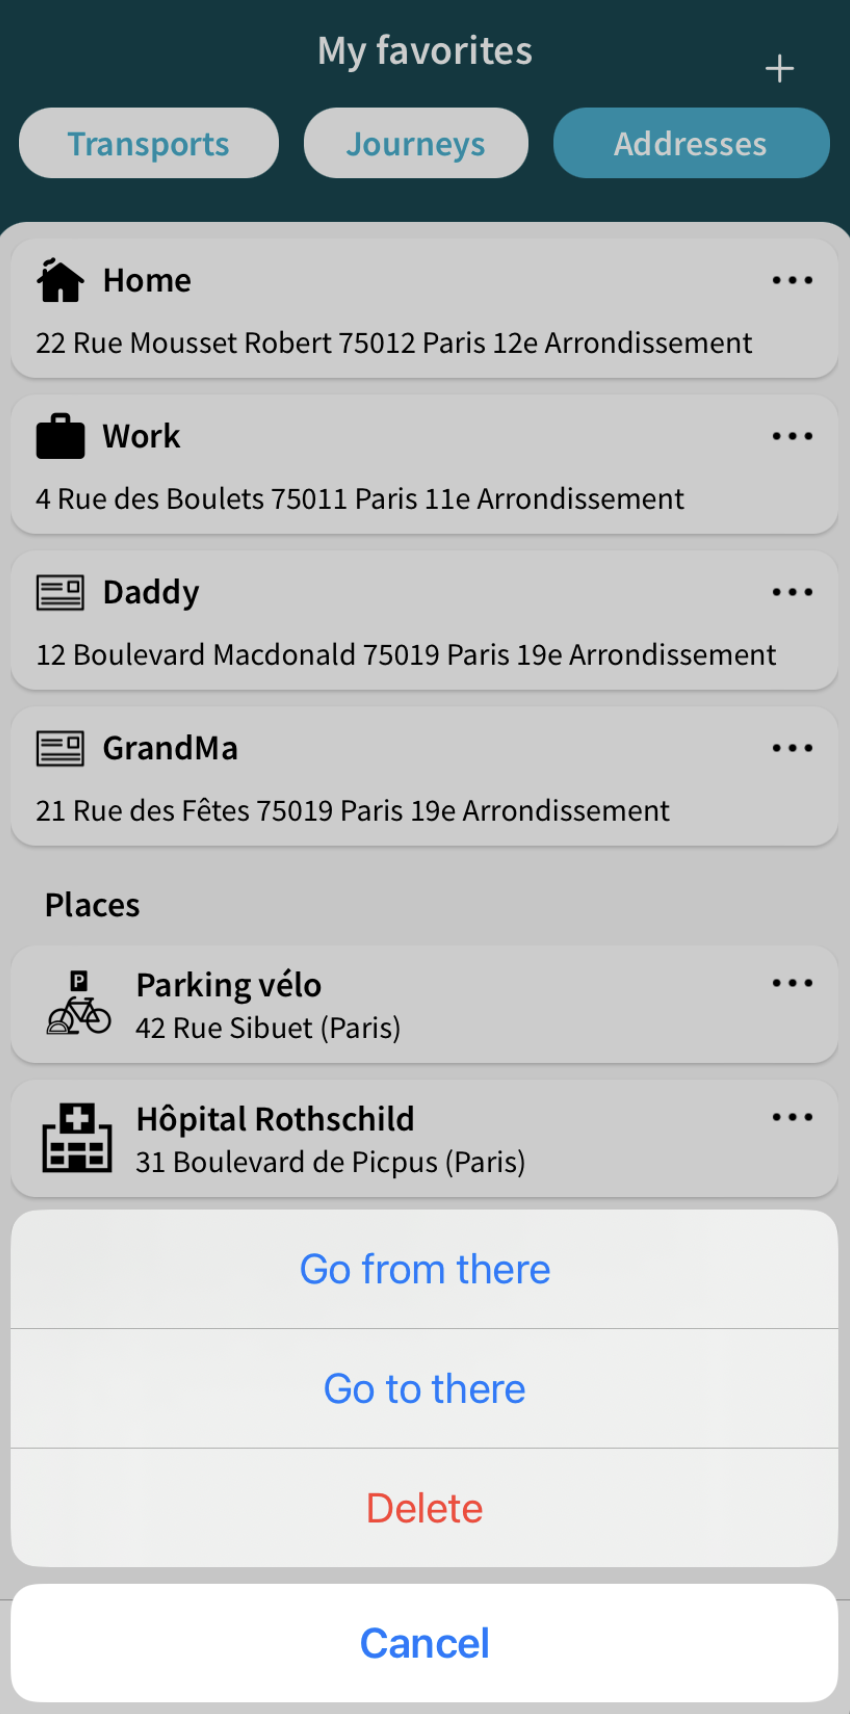 My favorites
+
Transports
Journeys
Addresses
Home
22 Rue Mousset Robert 75012 Paris 12e Arrondissement
Work
4 Rue des Boulets 75011 Paris 11e Arrondissement
Daddy
12 Boulevard Macdonald 75019 Paris 19e Arrondissement
GrandMa
21 Rue des Fêtes 75019 Paris 19e Arrondissement
Places
P
Parking vélo
42 Rue Sibuet (Paris)
Hôpital Rothschild
31 Boulevard de Picpus (Paris)
Go from there
Go to there
Delete
Cancel